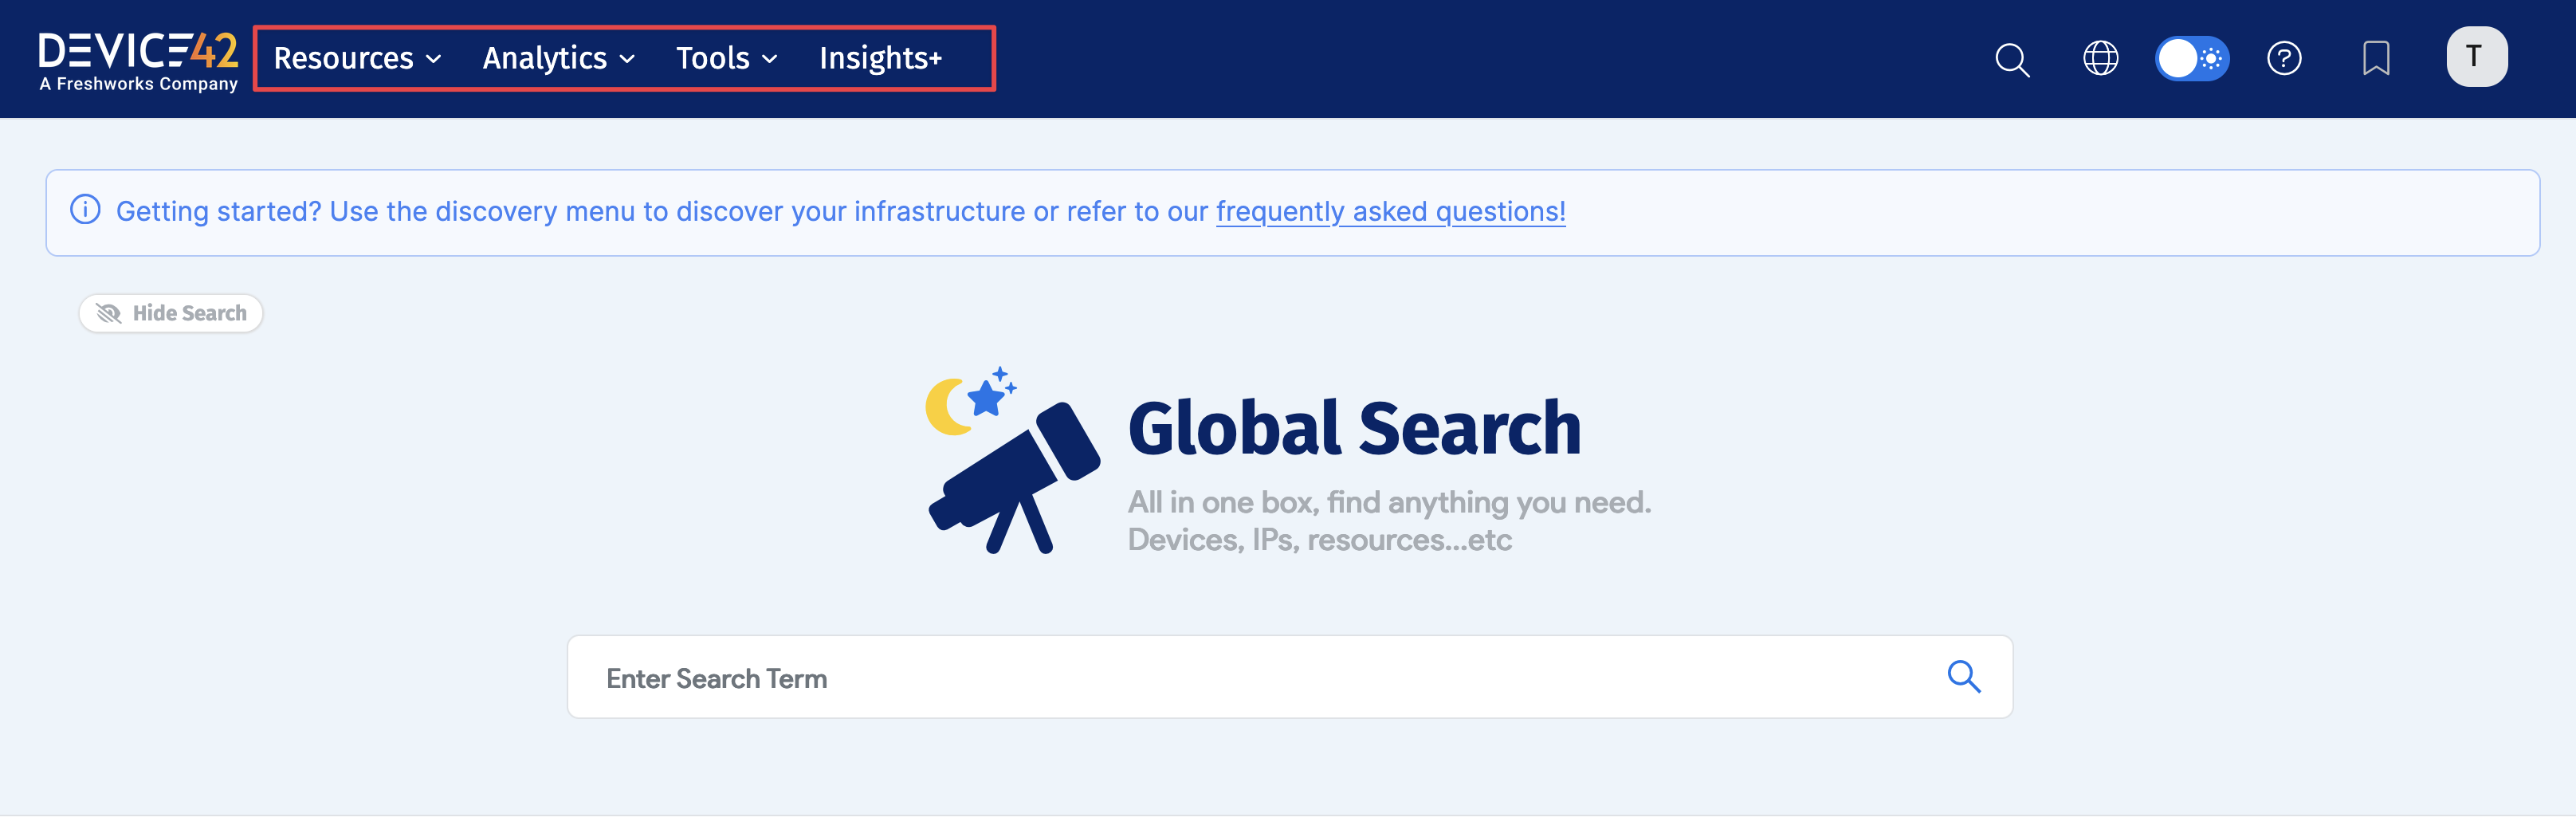 DEVICE42
A Freshworks Company
Resources
Analytics
Tools
Insights+
T
Getting started? Use the discovery menu to discover your infrastructure or refer to our frequently asked questions!
Hide Search
Global Search
All in one box, find anything you need.
Devices, IPs, resources...etc
Enter Search Term